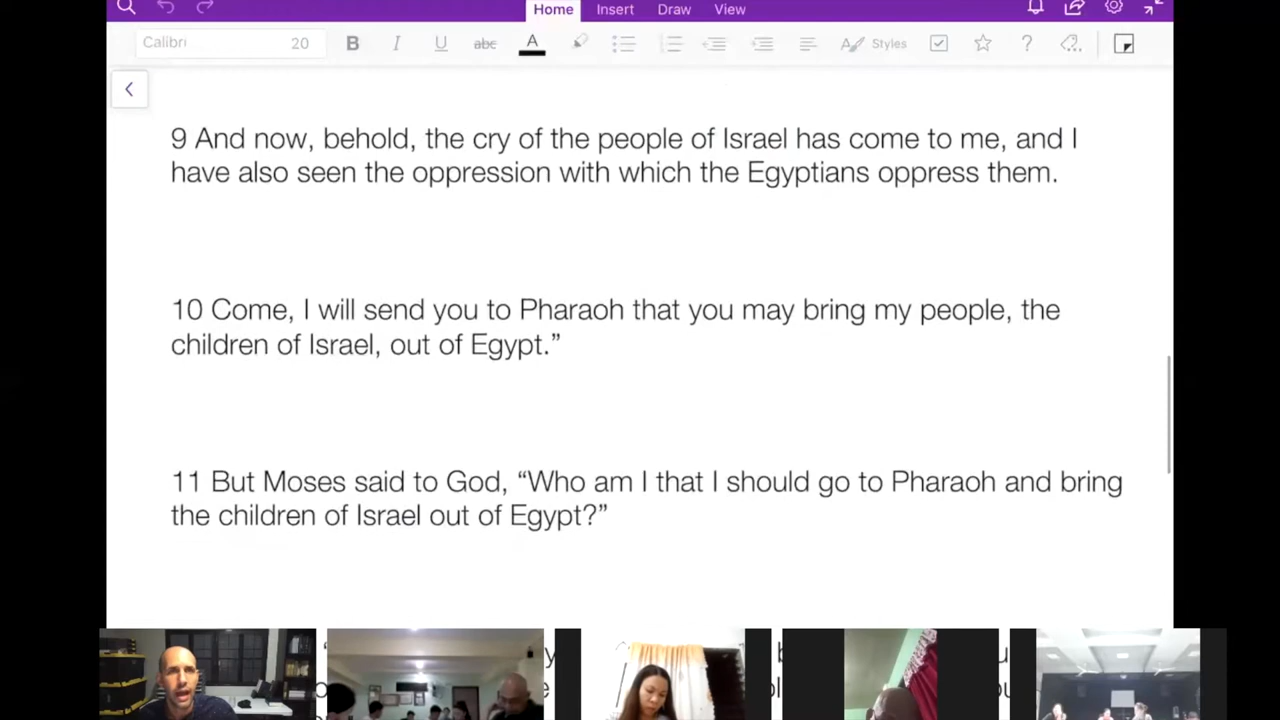 Home Insert Draw View
Calibri 20 B I U abc A Styles ?
9 And now, behold, the cry of the people of Israel has come to me, and I
have also seen the oppression with which the Egyptians oppress them.
10 Come, I will send you to Pharaoh that you may bring my people, the
children of Israel, out of Egypt.”
11 But Moses said to God, “Who am I that I should go to Pharaoh and bring
the children of Israel out of Egypt?”